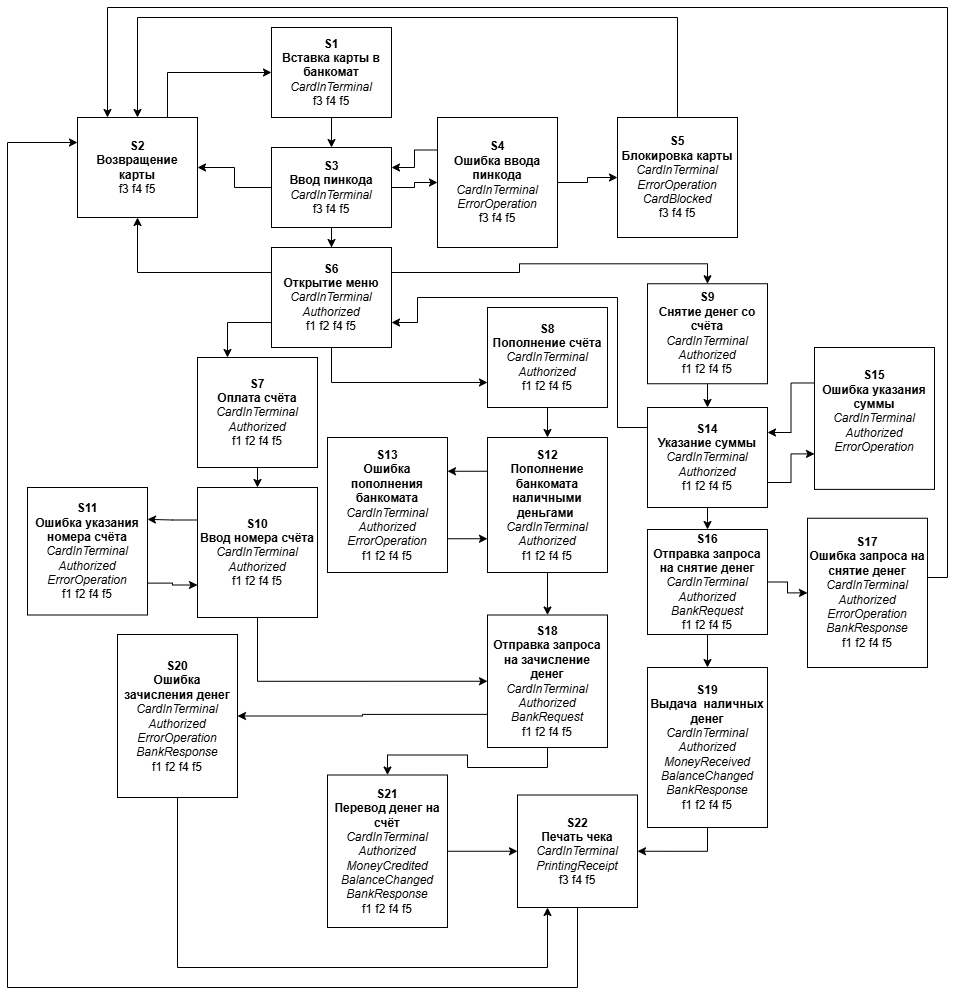 S1
Вставка карты в
банкомат
CardInTerminal
f3 f4 f5
S2
Возвращение
карты
f3 f4 f5
S3
Ввод пинкода
CardInTerminal
f3 f4 f5
S4
Ошибка ввода
пинкода
CardInTerminal
ErrorOperation
f3 f4 f5
S5
Блокировка карты
CardInTerminal
ErrorOperation
CardBlocked
f3 f4 f5
S6
Открытие меню
CardInTerminal
Authorized
f1 f2 f4 f5
S7
Оплата счёта
CardInTerminal
Authorized
f1 f2 f4 f5
S8
Пополнение счёта
CardInTerminal
Authorized
f1 f2 f4 f5
S9
Снятие денег со
счёта
CardInTerminal
Authorized
f1 f2 f4 f5
S15
Ошибка указания
суммы
CardInTerminal
Authorized
ErrorOperation
S14
Указание суммы
CardInTerminal
Authorized
f1 f2 f4 f5
S13
Ошибка
пополнения
банкомата
CardInTerminal
Authorized
ErrorOperation
f1 f2 f4 f5
S12
Пополнение
банкомата
наличными
деньгами
CardInTerminal
Authorized
f1 f2 f4 f5
S11
Ошибка указания
номера счёта
CardInTerminal
Authorized
ErrorOperation
f1 f2 f4 f5
S10
Ввод номера счёта
CardInTerminal
Authorized
f1 f2 f4 f5
S16
Отправка запроса
на снятие денег
CardInTerminal
Authorized
BankRequest
f1 f2 f4 f5
S17
Ошибка запроса на
снятие денег
CardInTerminal
Authorized
ErrorOperation
BankResponse
f1 f2 f4 f5
S18
Отправка запроса
на зачисление
денег
CardInTerminal
Authorized
BankRequest
f1 f2 f4 f5
S20
Ошибка
зачисления денег
CardInTerminal
Authorized
ErrorOperation
BankResponse
f1 f2 f4 f5
S19
Выдача наличных
денег
CardInTerminal
Authorized
MoneyReceived
BalanceChanged
BankResponse
f1 f2 f4 f5
S21
Перевод денег на
счёт
CardInTerminal
Authorized
MoneyCredited
BalanceChanged
BankResponse
f1 f2 f4 f5
S22
Печать чека
CardInTerminal
PrintingReceipt
f3 f4 f5